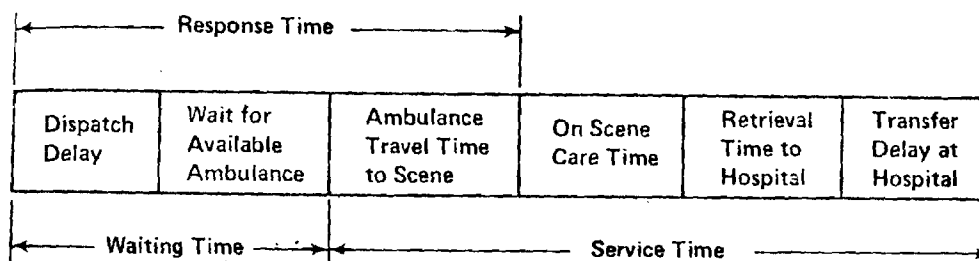 Response Time
Dispatch
Delay
Wait for
Available
Ambulance
Ambulance
Travel Time
to Scene
On Scene
Care Time
Retrieval
Time to
Hospital
Transfer
Delay at
Hospital
Waiting Time
Service Time